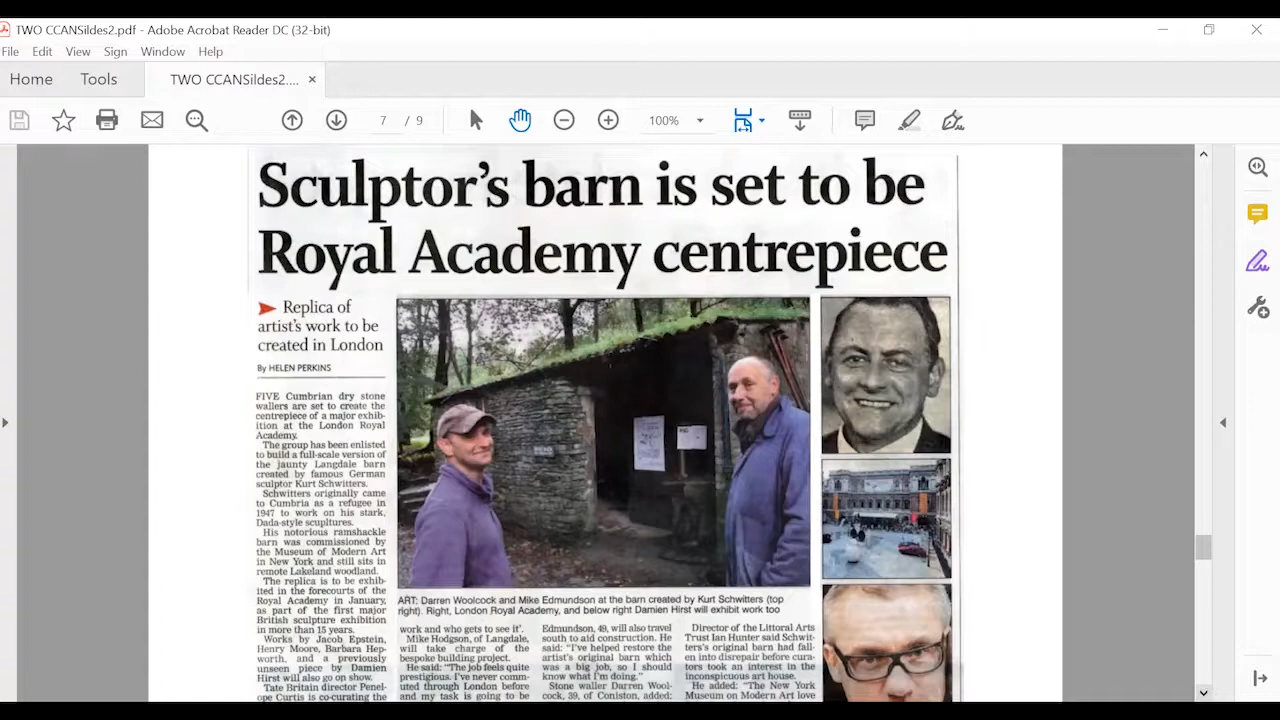 TWO CCANSildes2.pdf - Adobe Acrobat Reader DC (32-bit)
File Edit View Sign Window Help
Home Tools TWO CCANSildes2.... ×
7 / 9 100%
Sculptor's barn is set to be
Royal Academy centrepiece
Replica of
artist's work to be
created in London
By HELEN PERKINS
FIVE Cumbrian dry stone
wallers are set to create the
centrepiece of a major exhib-
ition at the London Royal
Academy.
The group has been enlisted
to build a full-scale version of
the jaunty Langdale barn
created by famous German
sculptor Kurt Schwitters.
Schwitters originally came
to Cumbria as a refugee in
1947 to work on his stark,
Dada-style scupltures.
His notorious ramshackle
barn was commissioned by
the Museum of Modern Art
in New York and still sits in
remote Lakeland woodland.
The replica is to be exhib-
ited in the forecourts of the
Royal Academy in January,
as part of the first major
British sculpture exhibition
in more than 15 years.
Works by Jacob Epstein,
Henry Moore, Barbara Hep-
worth, and a previously
unseen piece by Damien
Hirst will also go on show.
Tate Britain director Penel-
ope Curtis is co-curating the
ART: Darren Woolcock and Mike Edmundson at the barn created by Kurt Schwitters (top
right). Right, London Royal Academy, and below right Damien Hirst will exhibit work too
work and who gets to see it'.
Mike Hodgson, of Langdale,
will take charge of the
bespoke building project.
He said: "The job feels quite
prestigious. I've never comm-
uted through London before
and my task is going to be
Edmundson, 49, will also travel
south to aid construction. He
said: "I've helped restore the
artist's original barn which
was a big job, so I should
know what I'm doing."
Stone waller Darren Wool-
cock, 39, of Coniston, added:
Director of the Littoral Arts
Trust Ian Hunter said Schwit-
ters's original barn had fall-
en into disrepair before cura-
tors took an interest in the
inconspicuous art house.
He added: "The New York
Museum on Modern Art love